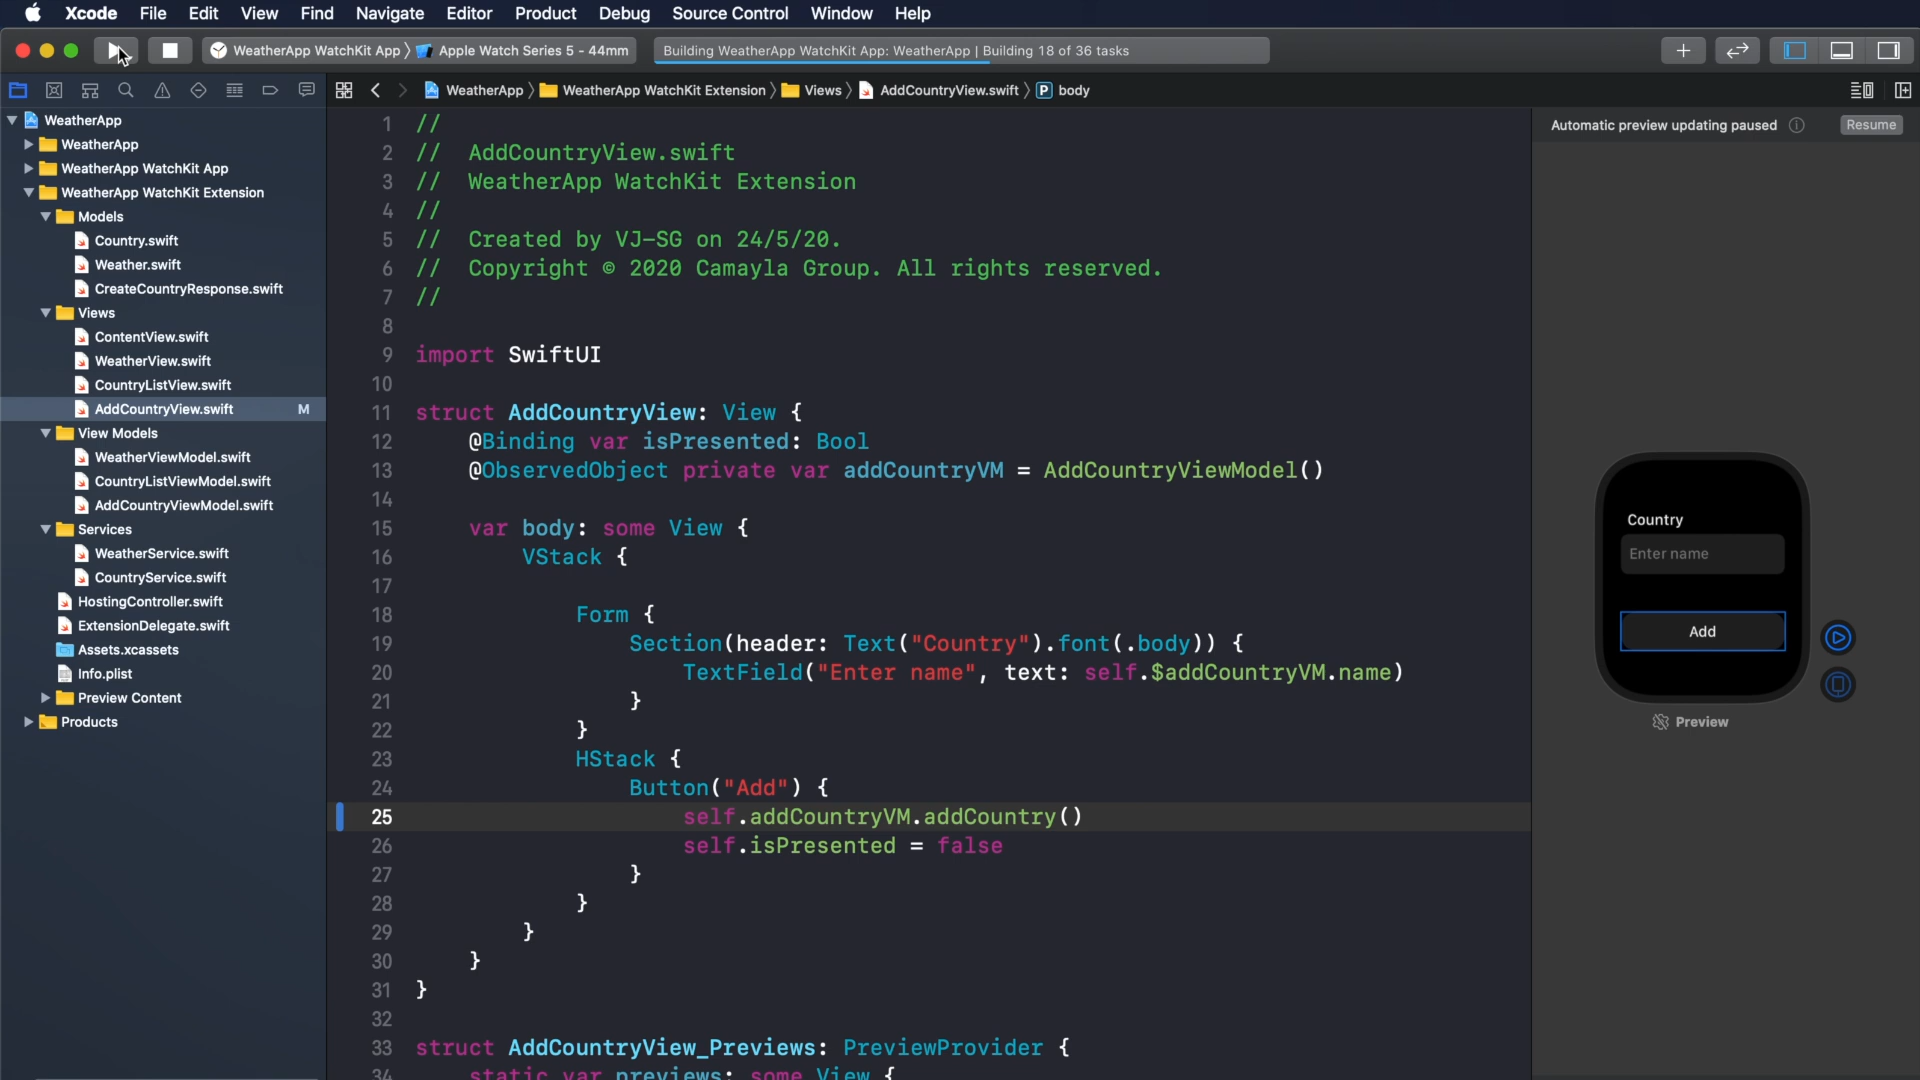 Xcode File Edit View Find Navigate Editor Product Debug Source Control Window Help
WeatherApp WatchKit App Apple Watch Series 5 - 44mm Building WeatherApp WatchKit App: WeatherApp | Building 18 of 36 tasks
WeatherApp WeatherApp WatchKit Extension Views AddCountryView.swift P body
WeatherApp
WeatherApp
WeatherApp WatchKit App
WeatherApp WatchKit Extension
Models
Country.swift
Weather.swift
CreateCountryResponse.swift
Views
ContentView.swift
WeatherView.swift
CountryListView.swift
AddCountryView.swift M
View Models
WeatherViewModel.swift
CountryListViewModel.swift
AddCountryViewModel.swift
Services
WeatherService.swift
CountryService.swift
HostingController.swift
ExtensionDelegate.swift
Assets.xcassets
Info.plist
Preview Content
Products
1 //
2 // AddCountryView.swift
3 // WeatherApp WatchKit Extension
4 //
5 // Created by VJ-SG on 24/5/20.
6 // Copyright © 2020 Camayla Group. All rights reserved.
7 //
8
9 import SwiftUI
10
11 struct AddCountryView: View {
12 @Binding var isPresented: Bool
13 @ObservedObject private var addCountryVM = AddCountryViewModel()
14
15 var body: some View {
16 VStack {
17
18 Form {
19 Section(header: Text("Country").font(.body)) {
20 TextField("Enter name", text: self.$addCountryVM.name)
21 }
22 }
23 HStack {
24 Button("Add") {
25 self.addCountryVM.addCountry()
26 self.isPresented = false
27 }
28 }
29 }
30 }
31 }
32
33 struct AddCountryView_Previews: PreviewProvider {
34 static var previews: some View {
Automatic preview updating paused Resume
Country
Enter name
Add
Preview